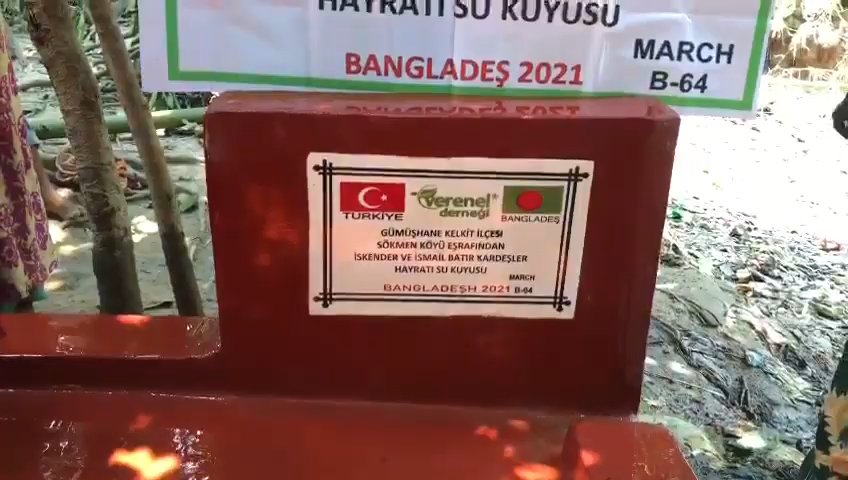 HAYRATI SU KUYUSU
BANGLADEŞ 2021
MARCH
B-64
TÜRKİYE
verenel
derneği
BANGLADEŞ
GÜMÜŞHANE KELKİT İLÇESİ
SÖKMEN KÖYÜ EŞRAFINDAN
İSKENDER VE İSMAİL BATIR KARDEŞLER
HAYRATI SU KUYUSU
MARCH
BANGLADEŞH 2021 B-64